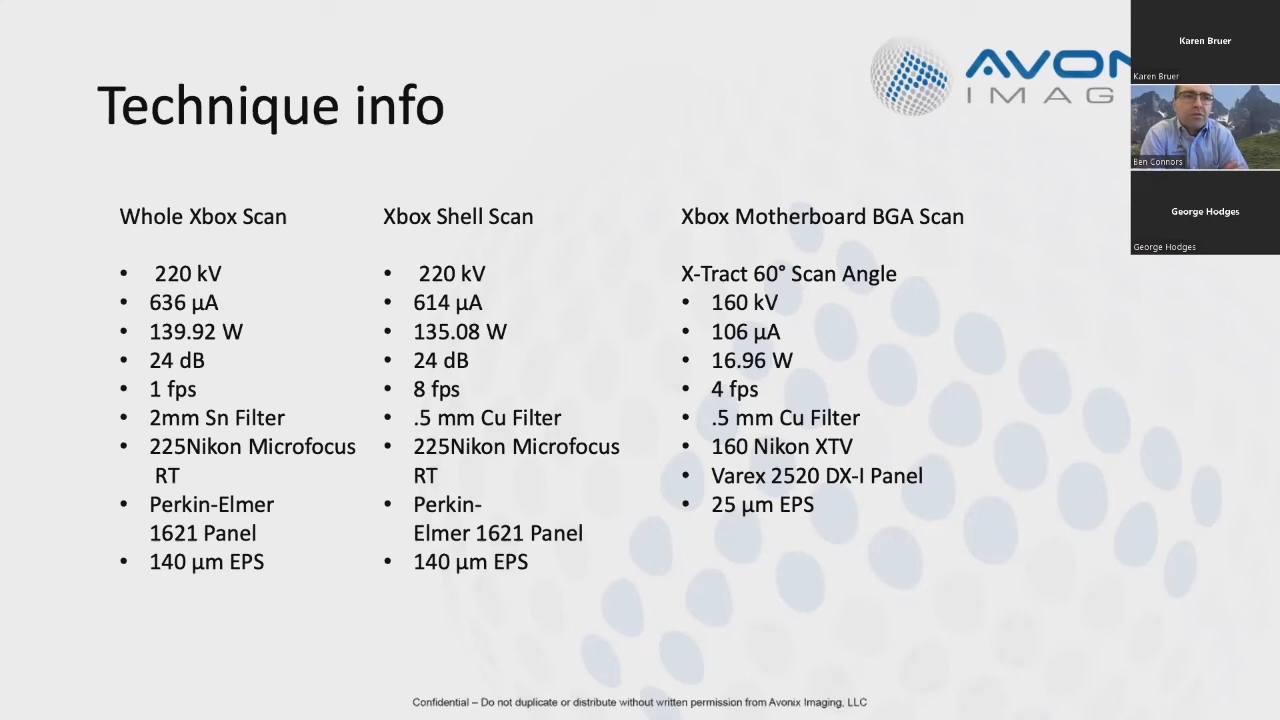 Technique info
AVON
IMAG
Whole Xbox Scan
• 220 kV
• 636 µA
• 139.92 W
• 24 dB
• 1 fps
• 2mm Sn Filter
• 225Nikon Microfocus
RT
• Perkin-Elmer
1621 Panel
• 140 µm EPS
Xbox Shell Scan
• 220 kV
• 614 µA
• 135.08 W
• 24 dB
• 8 fps
• .5 mm Cu Filter
• 225Nikon Microfocus
RT
• Perkin-
Elmer 1621 Panel
• 140 µm EPS
Xbox Motherboard BGA Scan
X-Tract 60° Scan Angle
• 160 kV
• 106 µA
• 16.96 W
• 4 fps
• .5 mm Cu Filter
• 160 Nikon XTV
• Varex 2520 DX-I Panel
• 25 µm EPS
Karen Bruer
Karen Bruer
Ben Connors
George Hodges
George Hodges
Confidential – Do not duplicate or distribute without written permission from Avonix Imaging, LLC